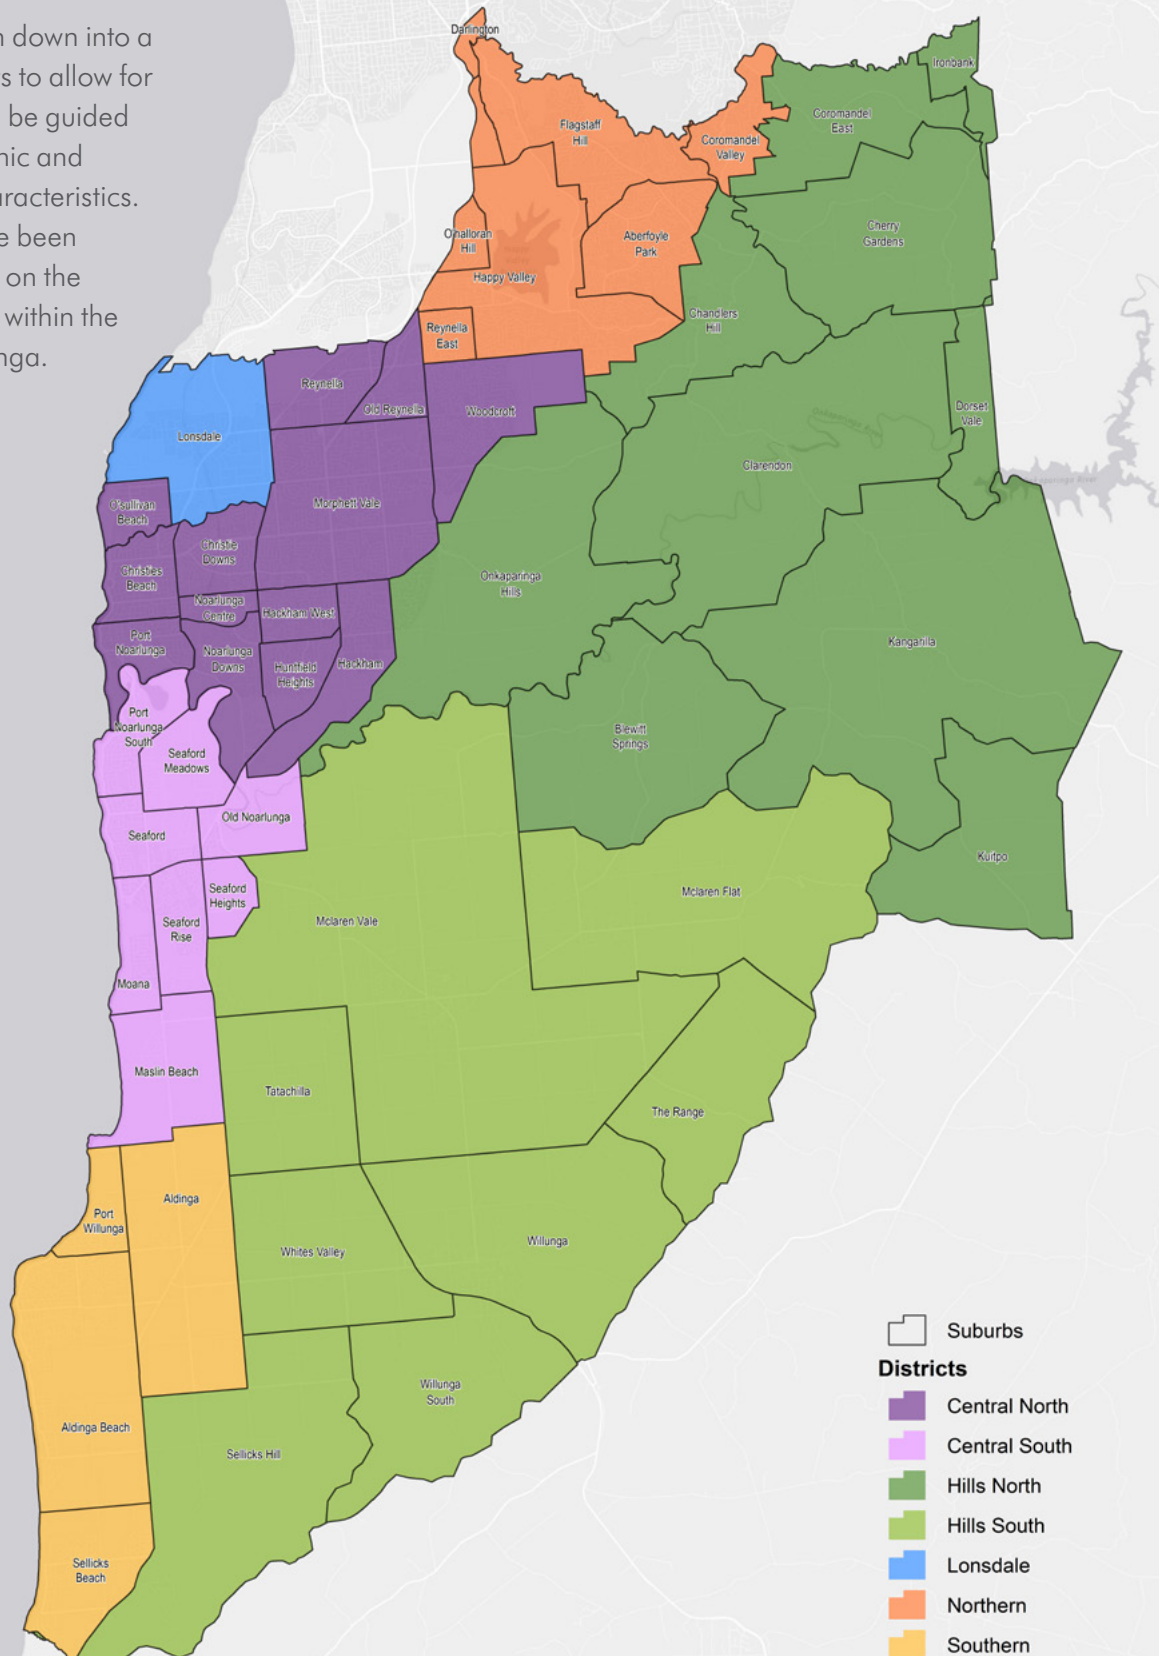 n down into a
s to allow for
be guided
nic and
aracteristics.
e been
on the
within the
nga.
Darlington
Ironbank
Flagstaff
Hill
Coromandel
East
Coromandel
Valley
O'halloran
Hill
Aberfoyle
Park
Cherry
Gardens
Happy Valley
Chandlers
Hill
Reynella
East
Reynella
Old Reynella
Woodcroft
Dorset
Vale
Lonsdale
Clarendon
O'sullivan
Beach
Morphett Vale
Christie
Downs
Christies
Beach
Onkaparinga
Hills
Noarlunga
Centre
Hackham West
Port
Noarlunga
Noarlunga
Downs
Huntfield
Heights
Hackham
Kangarilla
Port
Noarlunga
South
Seaford
Meadows
Blewitt
Springs
Old Noarlunga
Seaford
Kuitpo
Seaford
Heights
Mclaren Flat
Seaford
Rise
Mclaren Vale
Moana
Maslin Beach
Tatachilla
The Range
Aldinga
Port
Willunga
Whites Valley
Willunga
Willunga
South
Aldinga Beach
Sellicks Hill
Sellicks
Beach
Suburbs
Districts
Central North
Central South
Hills North
Hills South
Lonsdale
Northern
Southern